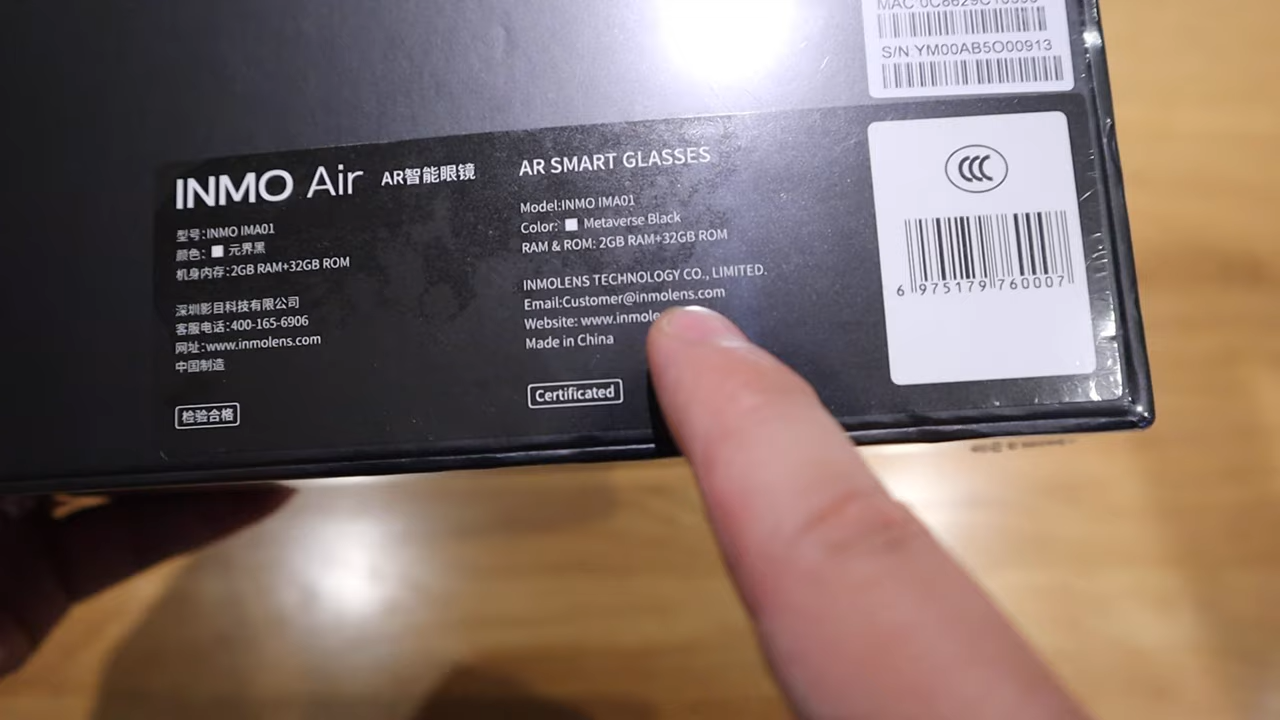 S/N:YM00AB5O00913
INMO Air AR智能眼镜
型号:INMO IMA01
颜色: 元界黑
机身内存:2GB RAM+32GB ROM
深圳影目科技有限公司
客服电话:400-165-6906
网址:www.inmolens.com
中国制造
检验合格
AR SMART GLASSES
Model:INMO IMA01
Color: Metaverse Black
RAM & ROM: 2GB RAM+32GB ROM
INMOLENS TECHNOLOGY CO., LIMITED.
Email:Customer@inmolens.com
Website: www.inmole
Made in China
Certificated
CCC
6 975179 760007